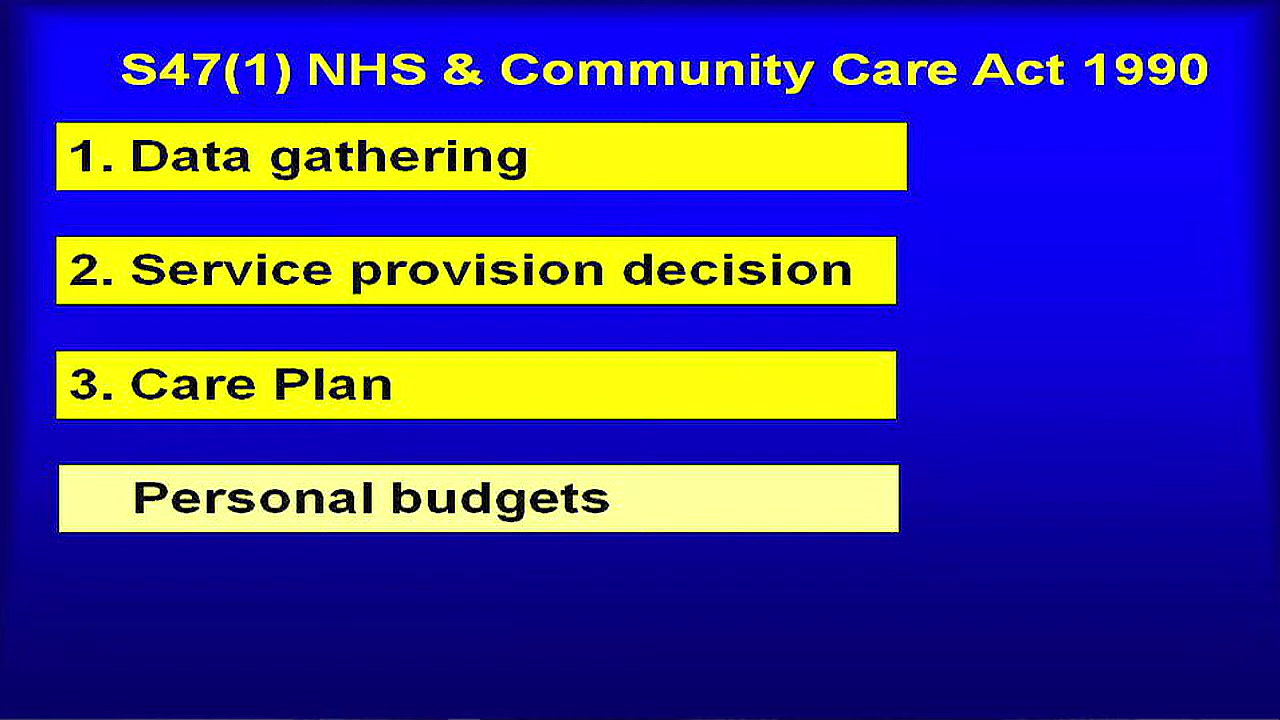 S47(1) NHS & Community Care Act 1990
1. Data gathering
2. Service provision decision
3. Care Plan
Personal budgets